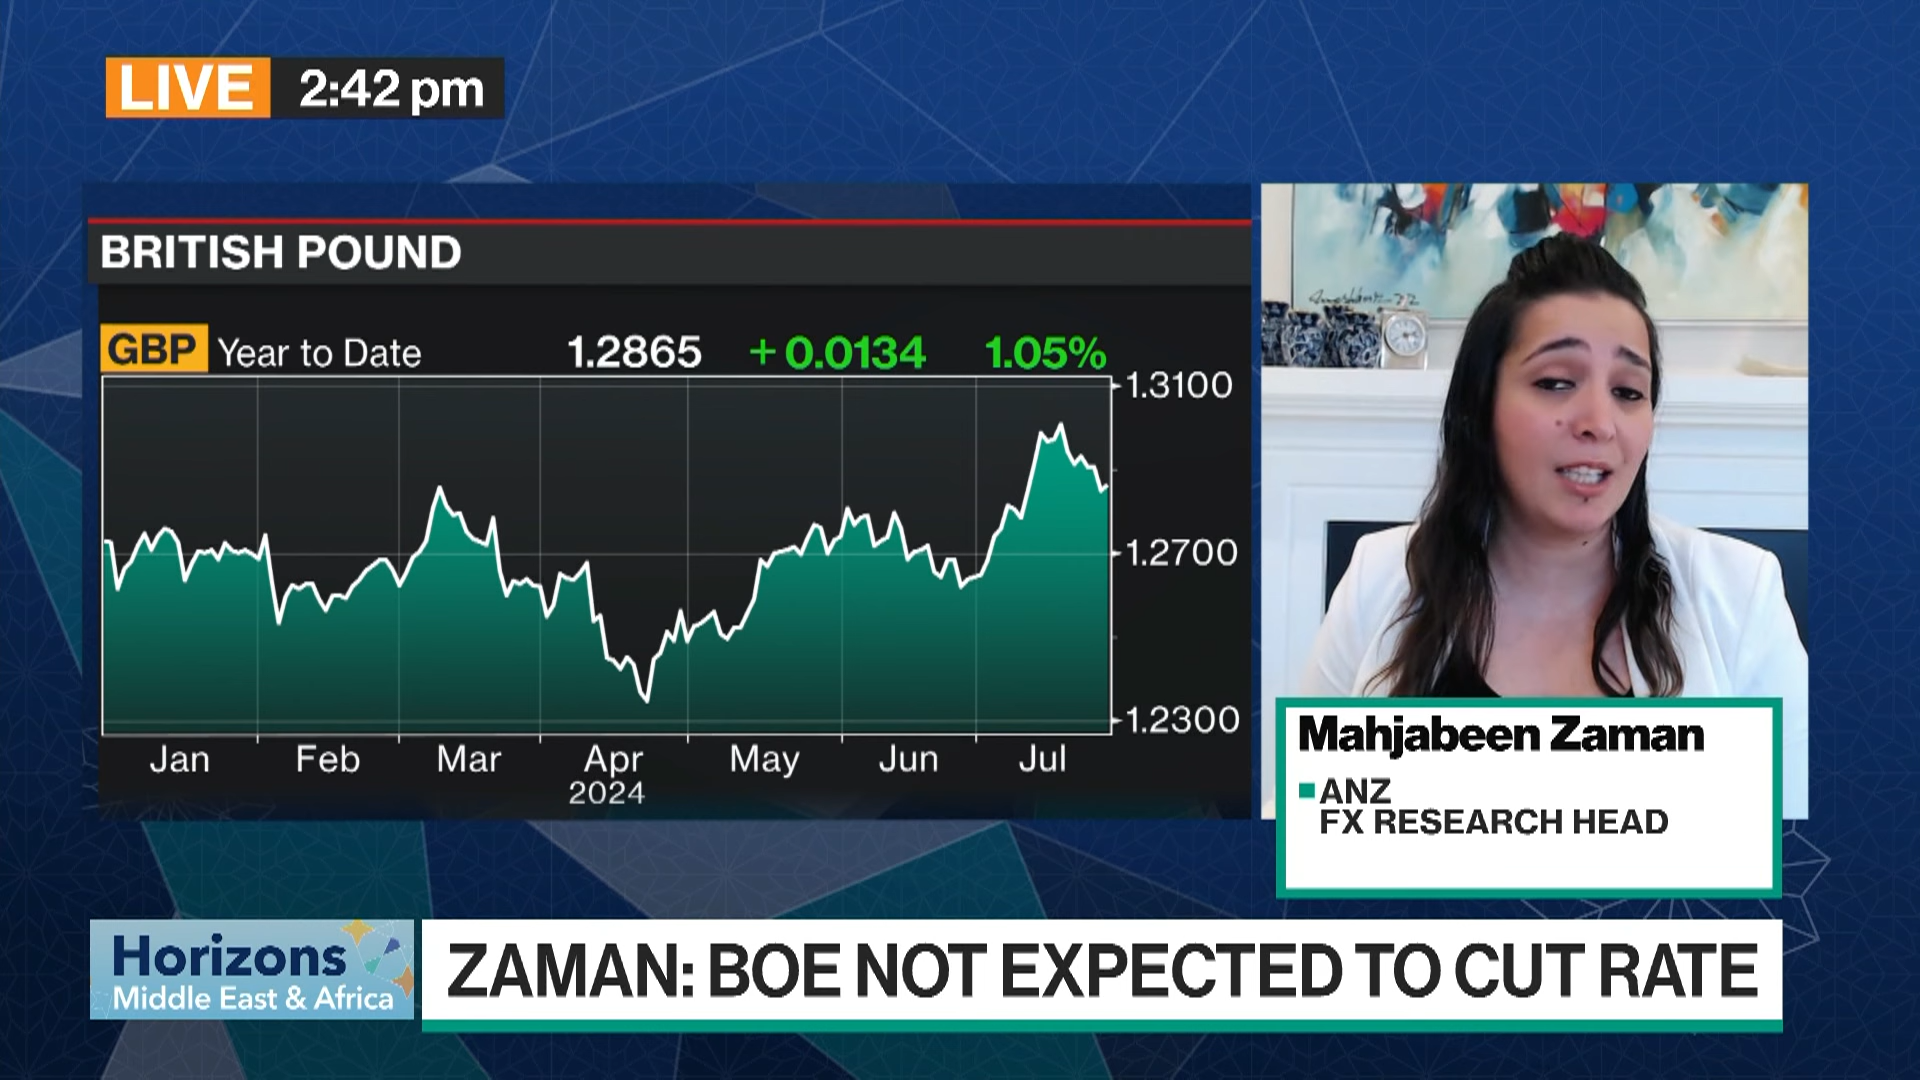 LIVE 2:42 pm
BRITISH POUND
GBP Year to Date 1.2865 +0.0134 1.05%
1.3100
1.2700
1.2300
Jan Feb Mar Apr May Jun Jul
2024
Mahjabeen Zaman
ANZ
FX RESEARCH HEAD
Horizons
Middle East & Africa
ZAMAN: BOE NOT EXPECTED TO CUT RATE